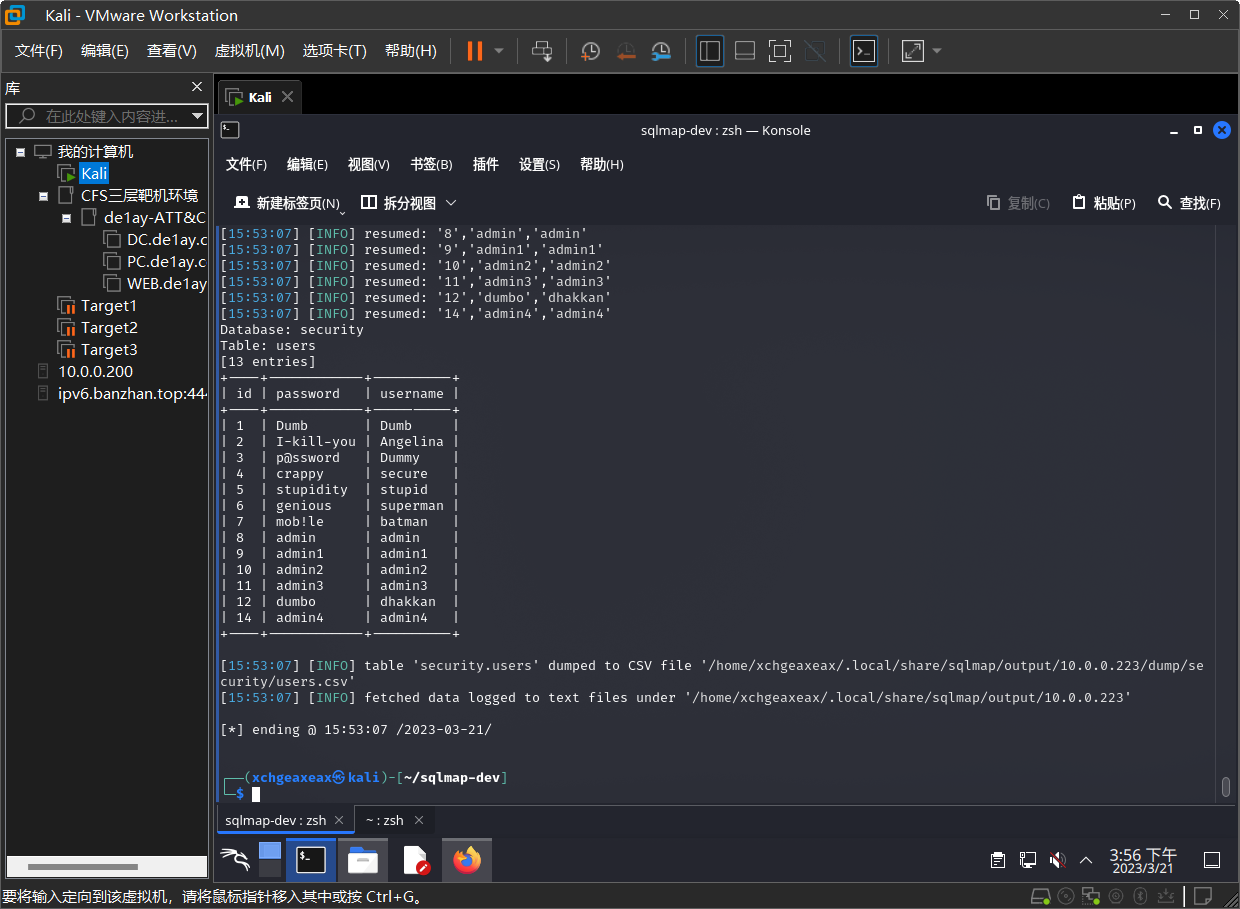 Kali - VMware Workstation
文件(F) 编辑(E) 查看(V) 虚拟机(M) 选项卡(T) 帮助(H)
库
在此处键入内容进...
我的计算机
Kali
CFS三层靶机环境
de1ay-ATT&C
DC.de1ay.c
PC.de1ay.c
WEB.de1ay
Target1
Target2
Target3
10.0.0.200
ipv6.banzhan.top:444
Kali
sqlmap-dev : zsh — Konsole
文件(F) 编辑(E) 视图(V) 书签(B) 插件 设置(S) 帮助(H)
新建标签页(N) 拆分视图 复制(C) 粘贴(P) 查找(F)
[15:53:07] [INFO] resumed: '8','admin','admin'
[15:53:07] [INFO] resumed: '9','admin1','admin1'
[15:53:07] [INFO] resumed: '10','admin2','admin2'
[15:53:07] [INFO] resumed: '11','admin3','admin3'
[15:53:07] [INFO] resumed: '12','dumbo','dhakkan'
[15:53:07] [INFO] resumed: '14','admin4','admin4'
Database: security
Table: users
[13 entries]
+----+------------+----------+
| id | password   | username |
+----+------------+----------+
| 1  | Dumb       | Dumb     |
| 2  | I-kill-you | Angelina |
| 3  | p@ssword   | Dummy    |
| 4  | crappy     | secure   |
| 5  | stupidity  | stupid   |
| 6  | genious    | superman |
| 7  | mob!le     | batman   |
| 8  | admin      | admin    |
| 9  | admin1     | admin1   |
| 10 | admin2     | admin2   |
| 11 | admin3     | admin3   |
| 12 | dumbo      | dhakkan  |
| 14 | admin4     | admin4   |
+----+------------+----------+
[15:53:07] [INFO] table 'security.users' dumped to CSV file '/home/xchgeaxeax/.local/share/sqlmap/output/10.0.0.223/dump/se
curity/users.csv'
[15:53:07] [INFO] fetched data logged to text files under '/home/xchgeaxeax/.local/share/sqlmap/output/10.0.0.223'
[*] ending @ 15:53:07 /2023-03-21/
┌──(xchgeaxeax㉿kali)-[~/sqlmap-dev]
└─$
sqlmap-dev : zsh ~ : zsh
3:56 下午
2023/3/21
要将输入定向到该虚拟机，请将鼠标指针移入其中或按 Ctrl+G。